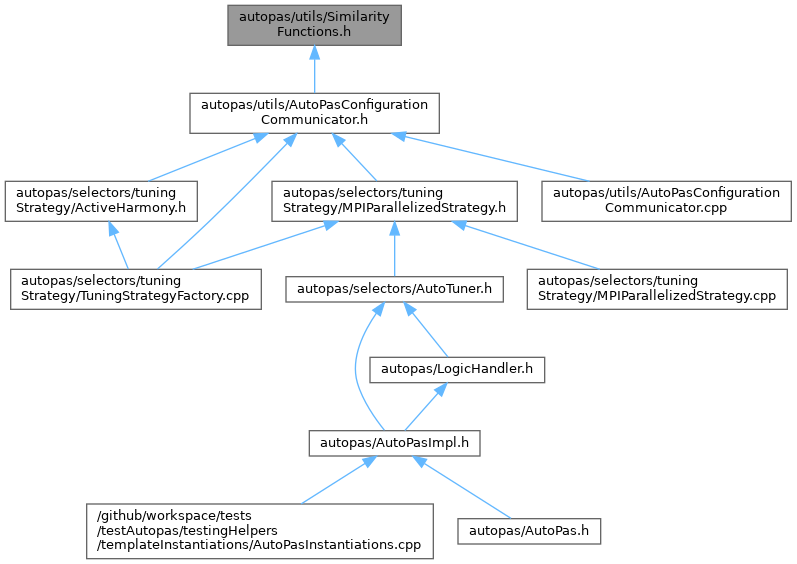 autopas/utils/Similarity
Functions.h
autopas/utils/AutoPasConfiguration
Communicator.h
autopas/selectors/tuning
Strategy/ActiveHarmony.h
autopas/selectors/tuning
Strategy/MPIParallelizedStrategy.h
autopas/utils/AutoPasConfiguration
Communicator.cpp
autopas/selectors/tuning
Strategy/TuningStrategyFactory.cpp
autopas/selectors/AutoTuner.h
autopas/selectors/tuning
Strategy/MPIParallelizedStrategy.cpp
autopas/LogicHandler.h
autopas/AutoPasImpl.h
/github/workspace/tests
/testAutopas/testingHelpers
/templateInstantiations/AutoPasInstantiations.cpp
autopas/AutoPas.h